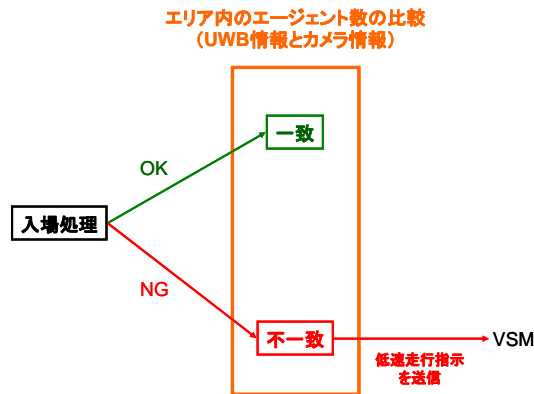 エリア内のエージェント数の比較
（UWB情報とカメラ情報）
一致
OK
入場処理
NG
不一致
VSM
低速走行指示
を送信